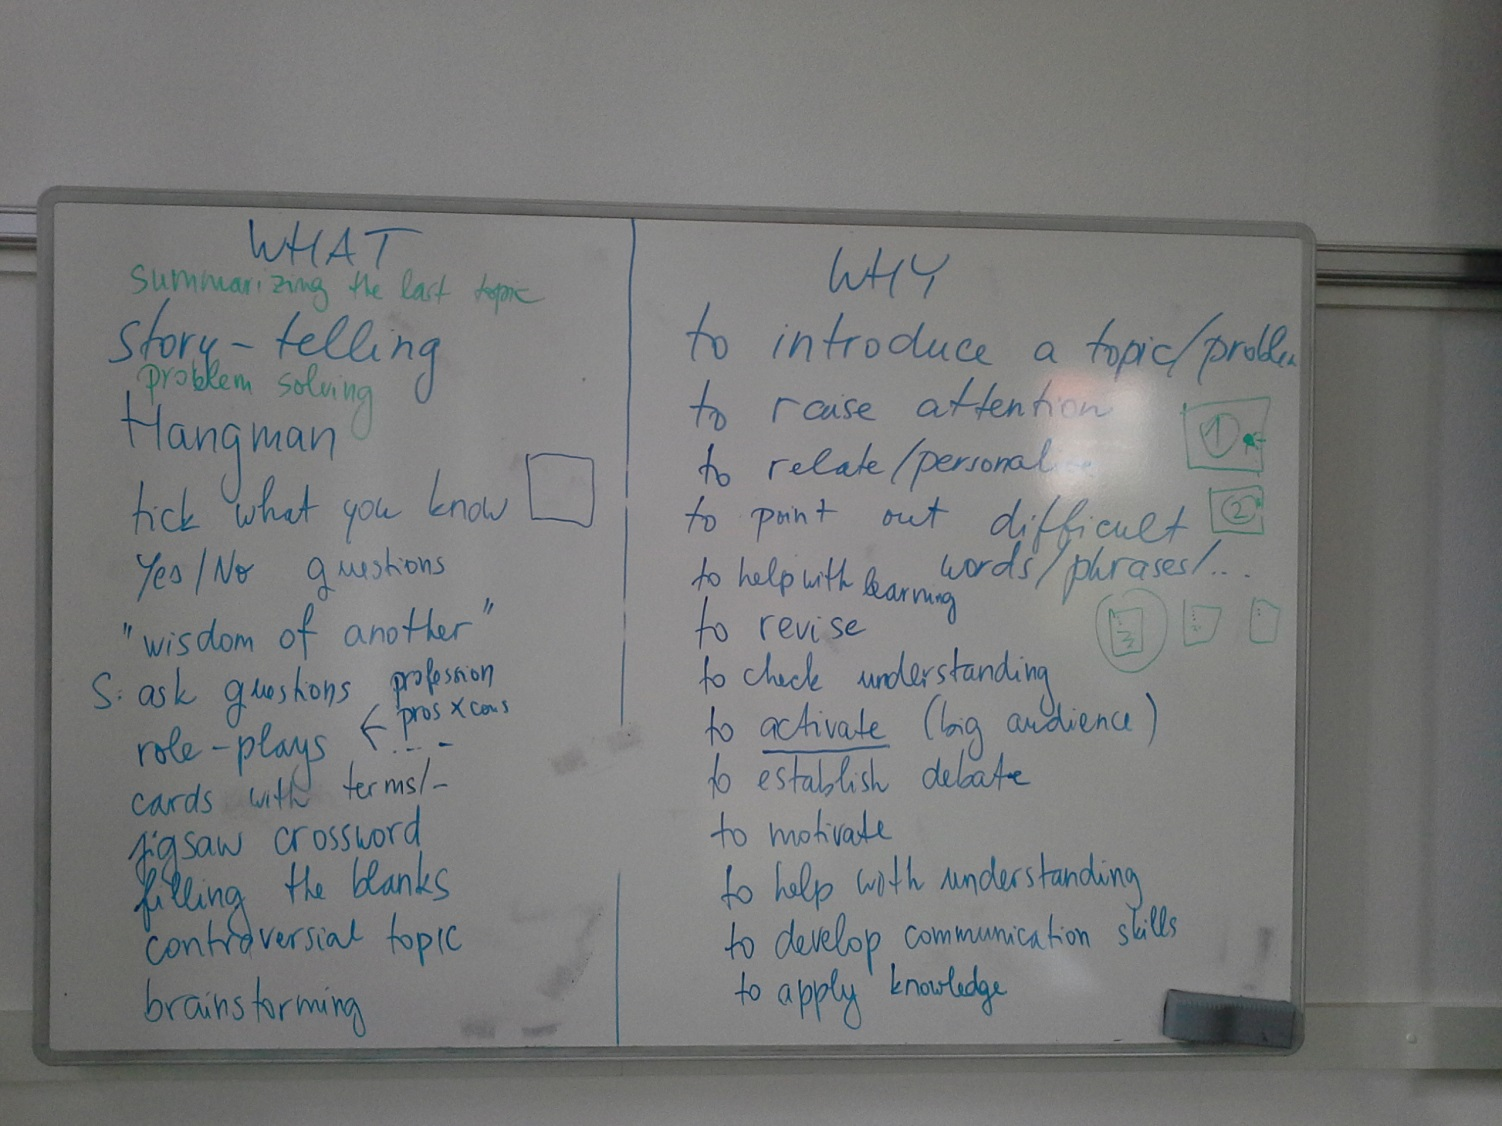 WHAT
summarizing the last topic
story-telling
problem solving
Hangman
tick what you know
Yes/No questions
"wisdom of another"
S: ask questions profession
pros x cons
role-plays < ... -
cards with terms/-
jigsaw crossword
filling the blanks
controversial topic
brainstorming
WHY
to introduce a topic/problem
to raise attention
1
to relate/personali
to point out difficult
2
words/phrases/...
to help with learning
to revise
to check understanding
to activate (big audience)
to establish debate
to motivate
to help with understanding
to develop communication skills
to apply knowledge